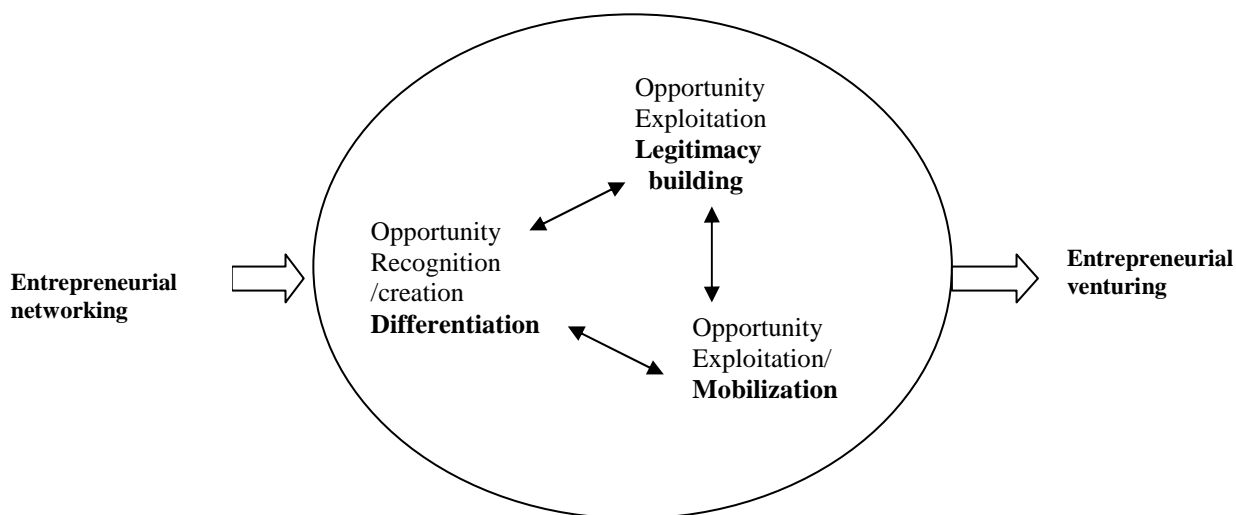 Entrepreneurial
networking
Opportunity
Recognition
/creation
Differentiation
Opportunity
Exploitation
Legitimacy
building
Opportunity
Exploitation/
Mobilization
Entrepreneurial
venturing